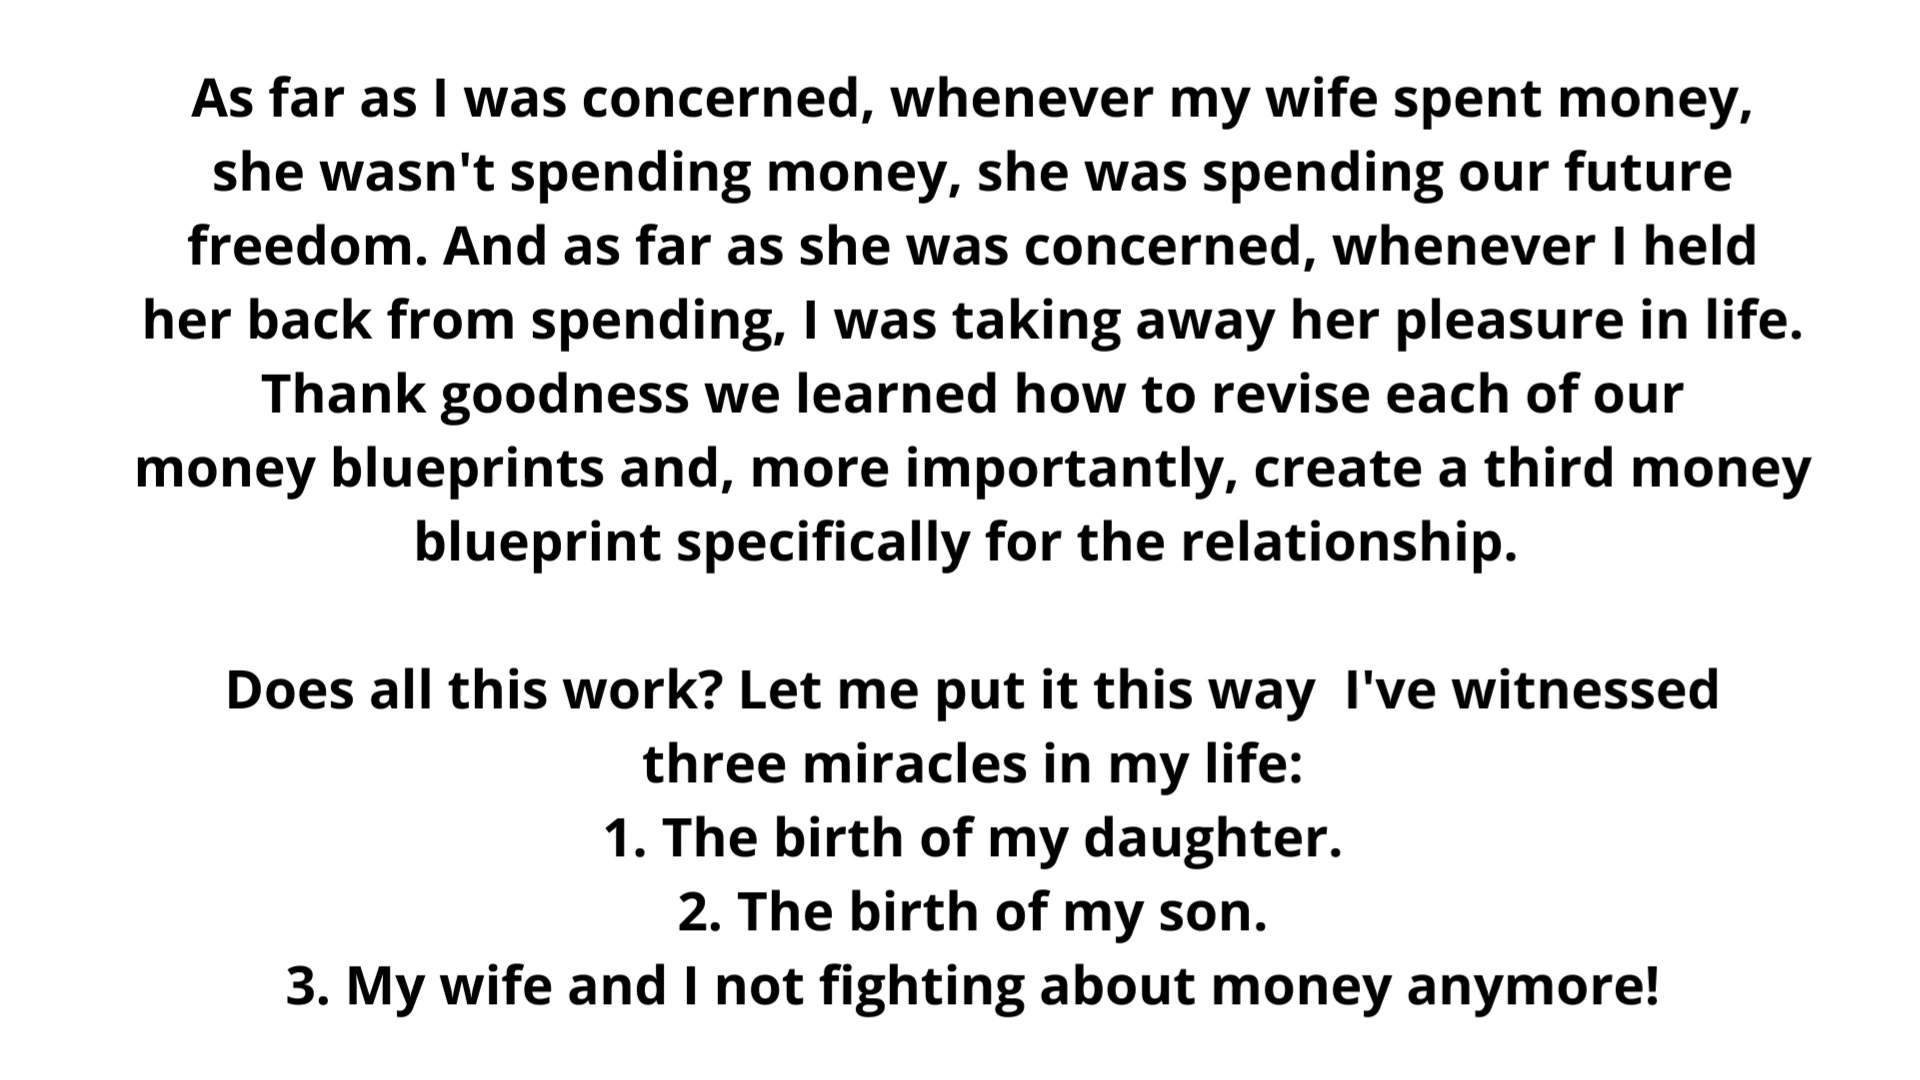 As far as I was concerned, whenever my wife spent money,
she wasn't spending money, she was spending our future
freedom. And as far as she was concerned, whenever I held
her back from spending, I was taking away her pleasure in life.
Thank goodness we learned how to revise each of our
money blueprints and, more importantly, create a third money
blueprint specifically for the relationship.
Does all this work? Let me put it this way  I've witnessed
three miracles in my life:
1. The birth of my daughter.
2. The birth of my son.
3. My wife and I not fighting about money anymore!